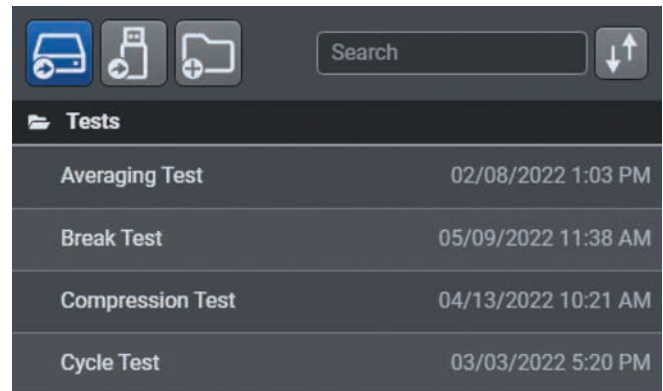 Search
Tests
Averaging Test 02/08/2022 1:03 PM
Break Test 05/09/2022 11:38 AM
Compression Test 04/13/2022 10:21 AM
Cycle Test 03/03/2022 5:20 PM